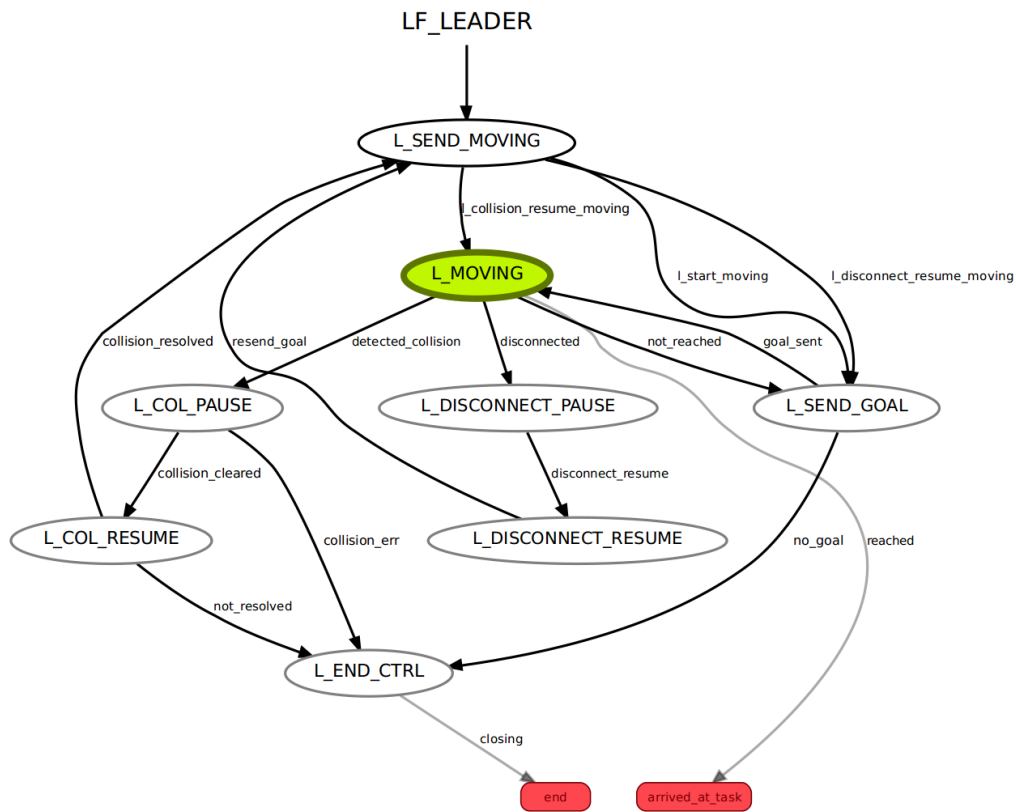 LF_LEADER
L_SEND_MOVING
l_collision_resume_moving
L_MOVING
l_start_moving
l_disconnect_resume_moving
collision_resolved
resend_goal
detected_collision
disconnected
not_reached
goal_sent
L_COL_PAUSE
L_DISCONNECT_PAUSE
L_SEND_GOAL
collision_cleared
disconnect_resume
L_COL_RESUME
collision_err
L_DISCONNECT_RESUME
no_goal
reached
not_resolved
L_END_CTRL
closing
end
arrived_at_task